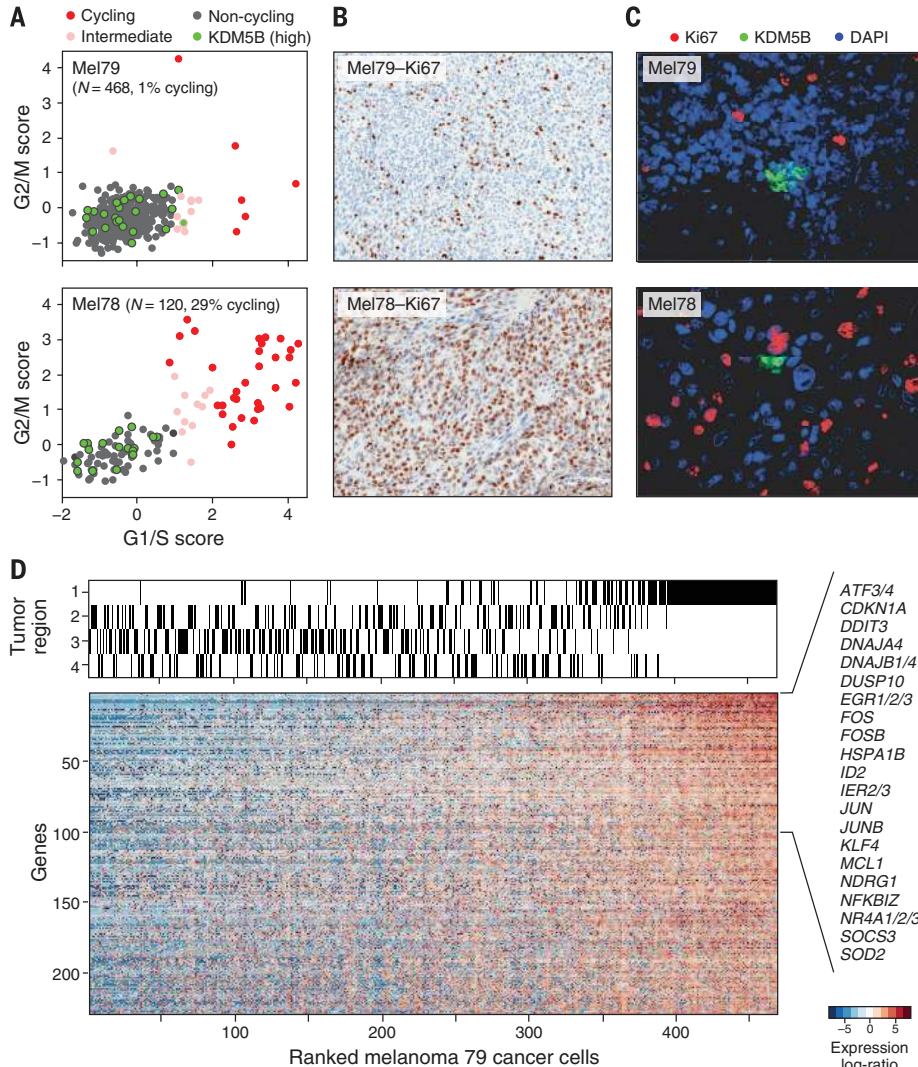 A
Cycling
Non-cycling
Intermediate
KDM5B (high)
Mel79
(N = 468, 1% cycling)
G2/M score
4
3
2
1
0
−1
Mel78 (N = 120, 29% cycling)
G2/M score
4
3
2
1
0
−1
−2
0
2
4
G1/S score
B
Mel79–Ki67
Mel78–Ki67
C
Ki67
KDM5B
DAPI
Mel79
Mel78
D
Tumor
region
1
2
3
4
Genes
50
100
150
200
100
200
300
400
Ranked melanoma 79 cancer cells
ATF3/4
CDKN1A
DDIT3
DNAJA4
DNAJB1/4
DUSP10
EGR1/2/3
FOS
FOSB
HSPA1B
ID2
IER2/3
JUN
JUNB
KLF4
MCL1
NDRG1
NFKBIZ
NR4A1/2/3
SOCS3
SOD2
−5 0 5
Expression
log-ratio